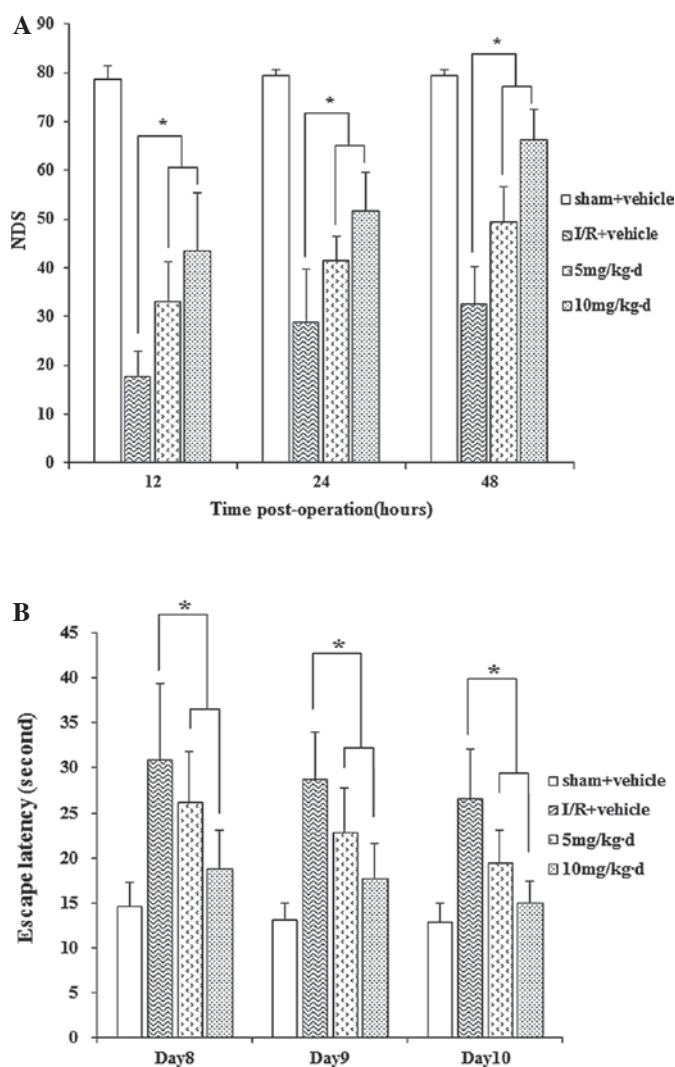 A
90
80
70
60
50
40
30
20
10
0
NDS
*
*
*
12 24 48
Time post-operation(hours)
sham+vehicle
I/R+vehicle
5mg/kg·d
10mg/kg·d
B
45
40
35
30
25
20
15
10
5
0
Escape latency (second)
*
*
*
Day8 Day9 Day10
sham+vehicle
I/R+vehicle
5mg/kg·d
10mg/kg·d